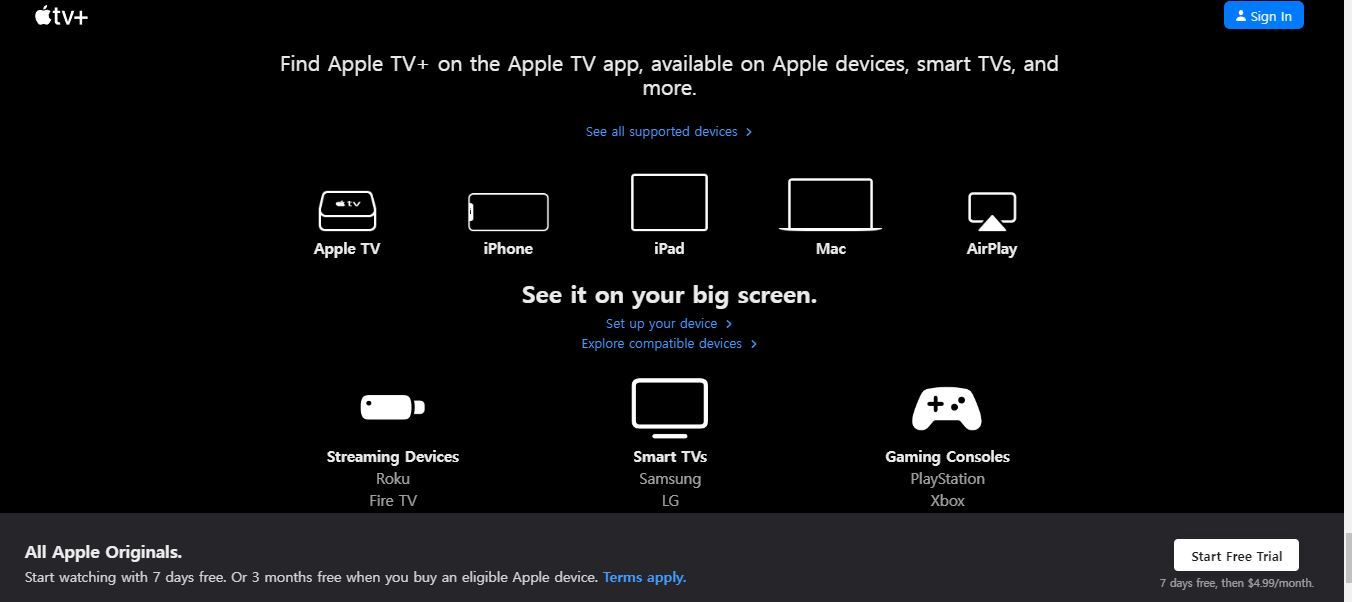 tv+
Sign In
Find Apple TV+ on the Apple TV app, available on Apple devices, smart TVs, and
more.
See all supported devices >
tv
Apple TV
iPhone
iPad
Mac
AirPlay
See it on your big screen.
Set up your device >
Explore compatible devices >
Streaming Devices
Roku
Fire TV
Smart TVs
Samsung
LG
Gaming Consoles
PlayStation
Xbox
All Apple Originals.
Start watching with 7 days free. Or 3 months free when you buy an eligible Apple device. Terms apply.
Start Free Trial
7 days free, then $4.99/month.